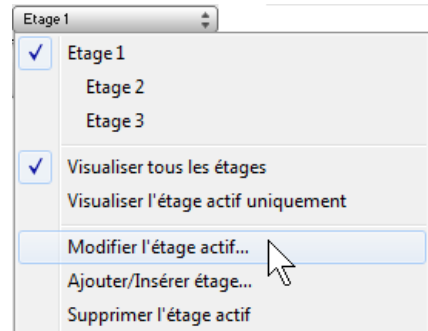 Etage 1
Etage 1
Etage 2
Etage 3
Visualiser tous les étages
Visualiser l'étage actif uniquement
Modifier l'étage actif...
Ajouter/Insérer étage...
Supprimer l'étage actif